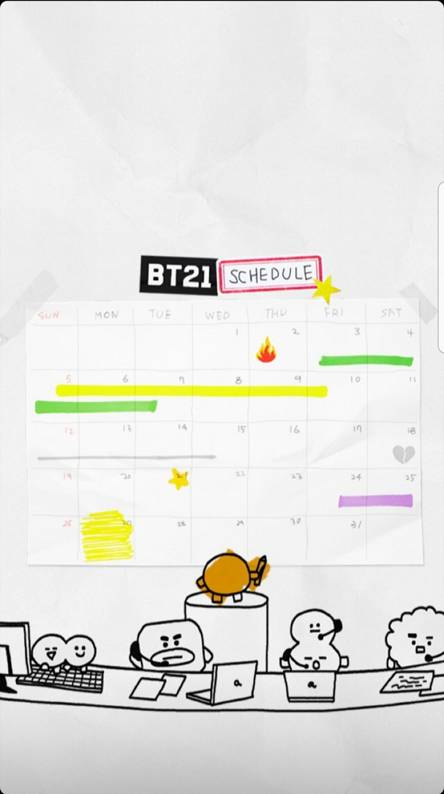 BT21 SCHEDULE
SUN MON TUE WED THU FRI SAT
1 2 3 4
5 6 7 8 9 10 11
12 13 14 15 16 17 18
19 20 22 23 24 25
26 28 29 30 31
a a